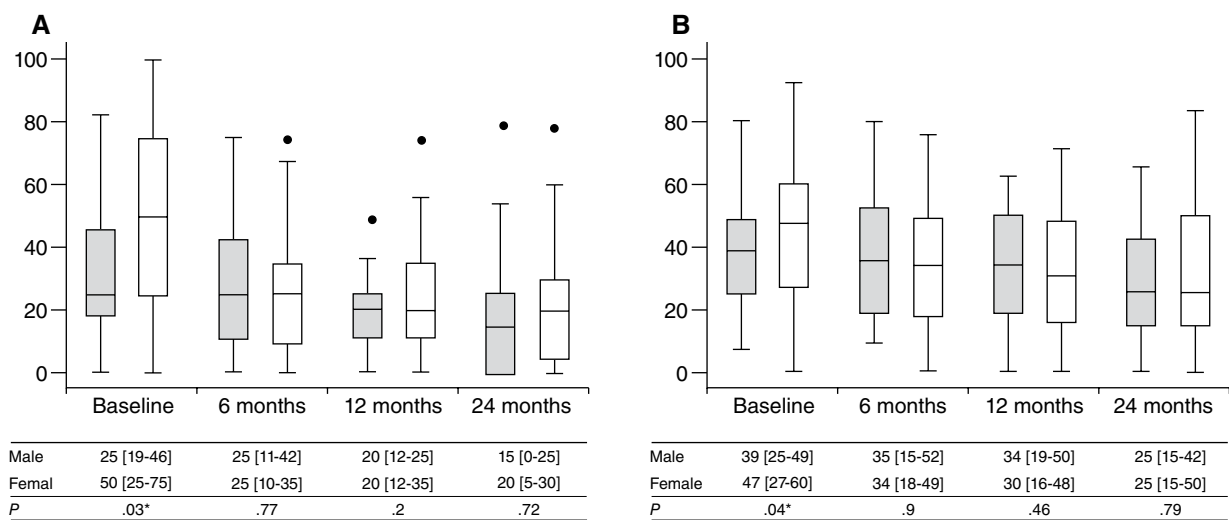 A
100
80
60
40
20
0
Baseline 6 months 12 months 24 months
Male 25 [19-46] 25 [11-42] 20 [12-25] 15 [0-25]
Femal 50 [25-75] 25 [10-35] 20 [12-35] 20 [5-30]
P .03* .77 .2 .72
B
100
80
60
40
20
0
Baseline 6 months 12 months 24 months
Male 39 [25-49] 35 [15-52] 34 [19-50] 25 [15-42]
Female 47 [27-60] 34 [18-49] 30 [16-48] 25 [15-50]
P .04* .9 .46 .79